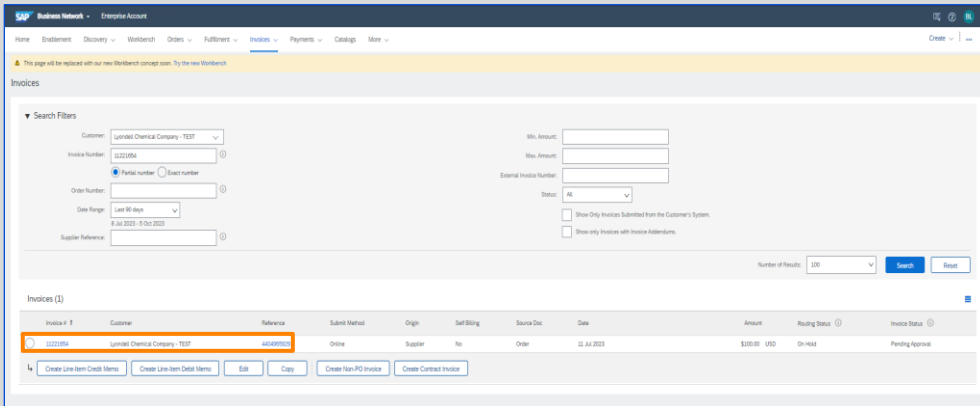 SAP Business Network Enterprise Account BL
Home Enablement Discovery Workbench Orders Fulfillment Invoices Payments Catalogs More Create
This page will be replaced with our new Workbench concept soon. Try the new Workbench
Invoices
Search Filters
Customer: Lyondell Chemical Company - TEST Min. Amount:
Invoice Number: 11221654 Max. Amount:
Partial number Exact number External Invoice Number:
Order Number: Status: All
Date Range: Last 90 days Show Only Invoices Submitted from the Customer's System.
8 Jul 2023 - 5 Oct 2023
Supplier Reference: Show only Invoices with Invoice Addendums.
Number of Results: 100 Search Reset
Invoices (1)
Invoice # Customer Reference Submit Method Origin Self Billing Source Doc Date Amount Routing Status Invoice Status
11221654 Lyondell Chemical Company - TEST Online Supplier No Order 11 Jul 2023 $100.00 USD On Hold Pending Approval
Create Line-Item Credit Memo Create Line-Item Debit Memo Edit Copy Create Non-PO Invoice Create Contract Invoice